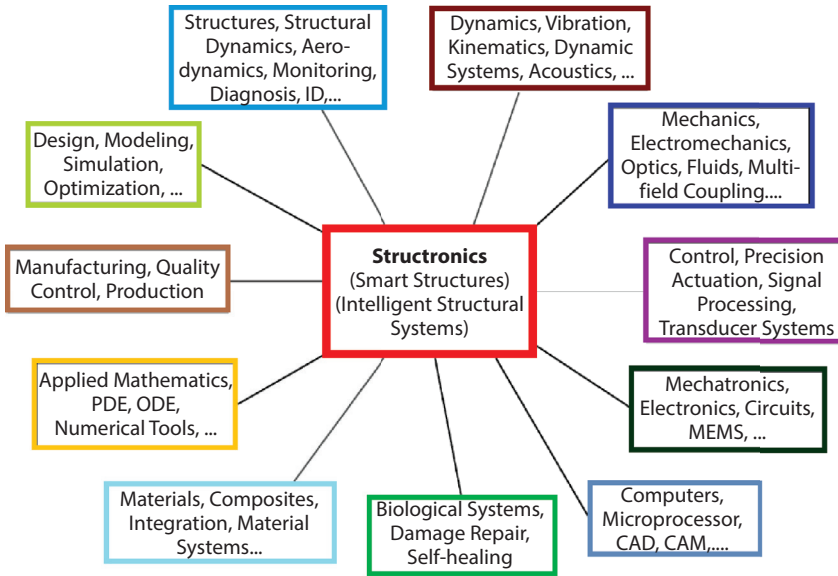 Structures, Structural
Dynamics, Aero-
dynamics, Monitoring,
Diagnosis, ID,...
Dynamics, Vibration,
Kinematics, Dynamic
Systems, Acoustics, ...
Mechanics,
Electromechanics,
Optics, Fluids, Multi-
field Coupling....
Design, Modeling,
Simulation,
Optimization, ...
Structronics
(Smart Structures)
(Intelligent Structural
Systems)
Manufacturing, Quality
Control, Production
Control, Precision
Actuation, Signal
Processing,
Transducer Systems
Applied Mathematics,
PDE, ODE,
Numerical Tools, ...
Mechatronics,
Electronics, Circuits,
MEMS, ...
Materials, Composites,
Integration, Material
Systems...
Biological Systems,
Damage Repair,
Self-healing
Computers,
Microprocessor,
CAD, CAM,....